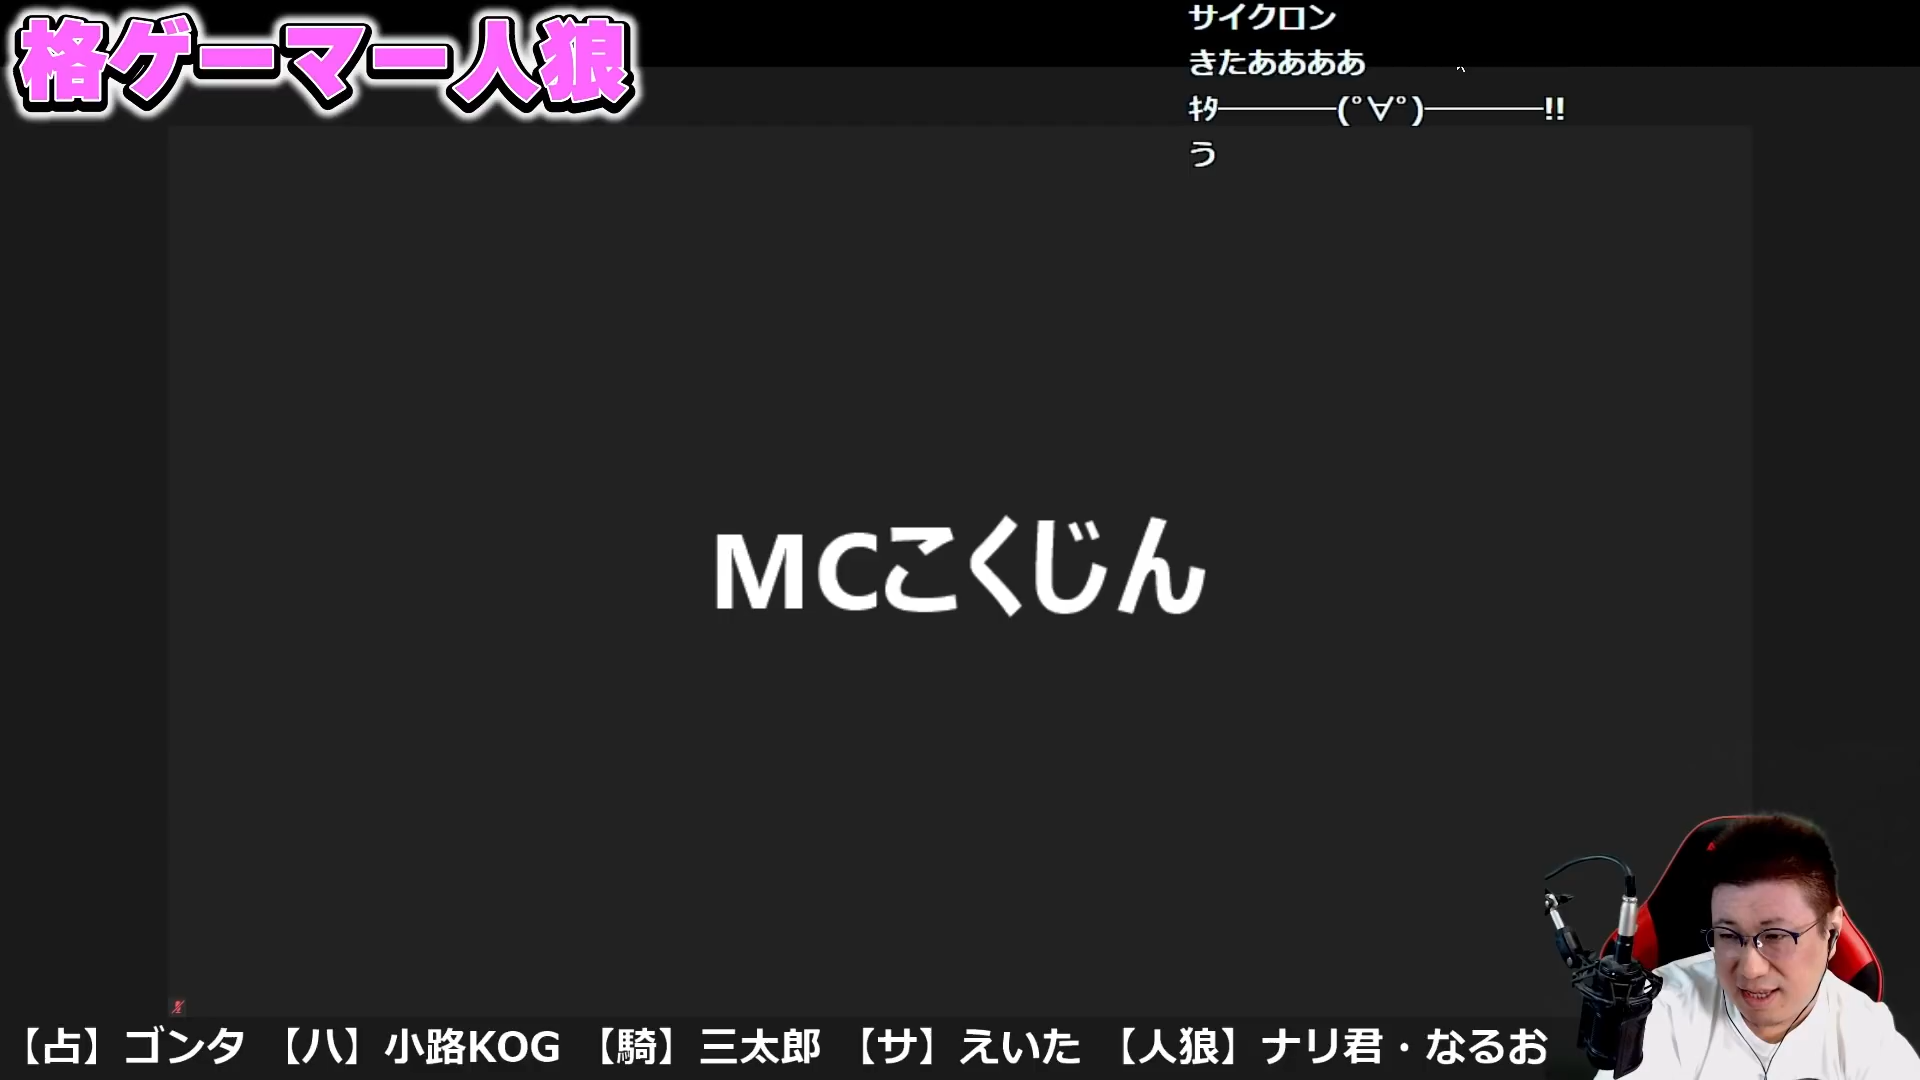 格ゲーマー人狼
サイクロン
きたああああ
ｷﾀ――――(ﾟ∀ﾟ)――――!!
う
MCこくじん
【占】ゴンタ 【ハ】小路KOG 【騎】三太郎 【サ】えいた 【人狼】ナリ君・なるお